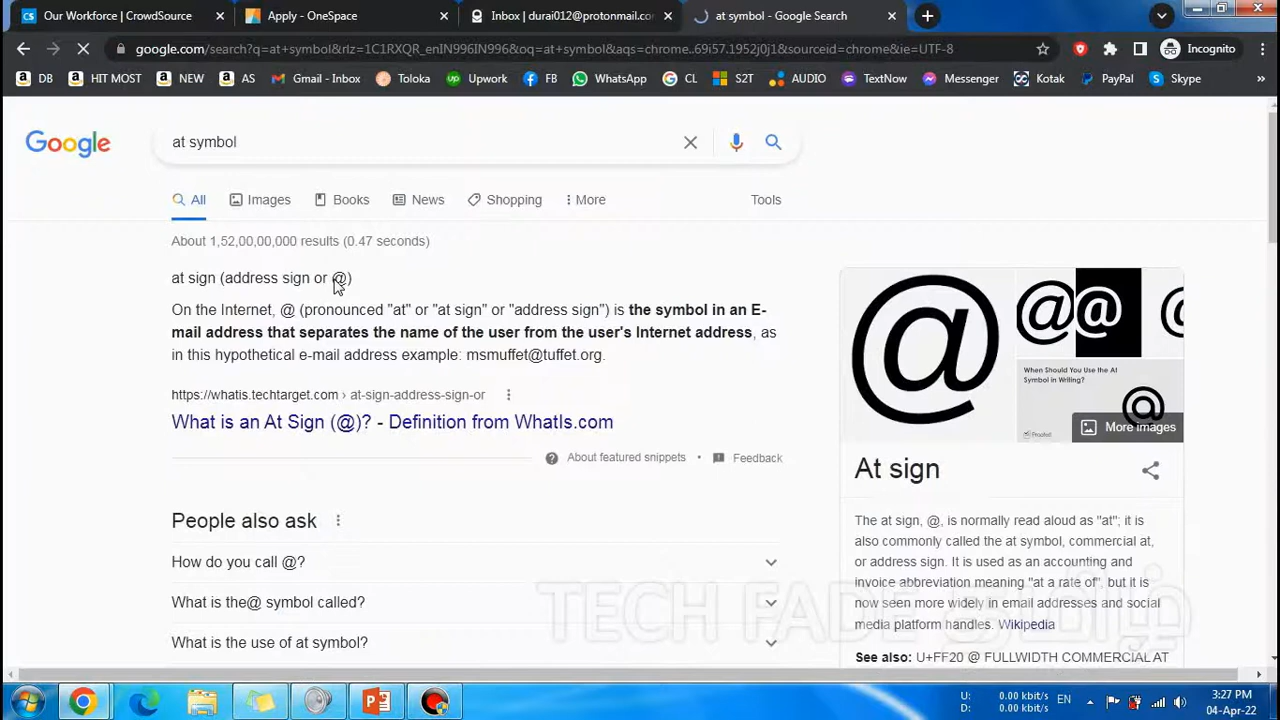 Our Workforce | CrowdSource
Apply - OneSpace
Inbox | durai012@protonmail.co
at symbol - Google Search
google.com/search?q=at+symbol&rlz=1C1RXQR_enIN999IN996&oq=at+symbol&aqs=chrome..69i57.1952j0j1&sourceid=chrome&ie=UTF-8
Incognito
DB HIT MOST NEW AS Gmail - Inbox Toloka Upwork FB WhatsApp CL S2T AUDIO TextNow Messenger Kotak PayPal Skype »
Google
at symbol
All Images Books News Shopping More Tools
About 1,52,00,00,000 results (0.47 seconds)
at sign (address sign or @)
On the Internet, @ (pronounced "at" or "at sign" or "address sign") is the symbol in an E-
mail address that separates the name of the user from the user's Internet address, as
in this hypothetical e-mail address example: msmuffet@tuffet.org.
https://whatis.techtarget.com › at-sign-address-sign-or
What is an At Sign (@)? - Definition from WhatIs.com
About featured snippets • Feedback
People also ask
How do you call @?
What is the@ symbol called?
What is the use of at symbol?
@
@
@
When Should You Use the At
Symbol in Writing?
@
Proofed
More images
At sign
The at sign, @, is normally read aloud as "at"; it
is also commonly called the at symbol, commercial at,
or address sign. It is used as an accounting and
invoice abbreviation meaning "at a rate of", but it is
now seen more widely in email addresses and social
media platform handles. Wikipedia
See also: U+FF20 @ FULLWIDTH COMMERCIAL AT
TECH FADE
U: 0.00 kbit/s
D: 0.00 kbit/s
EN
3:27 PM
04-Apr-22